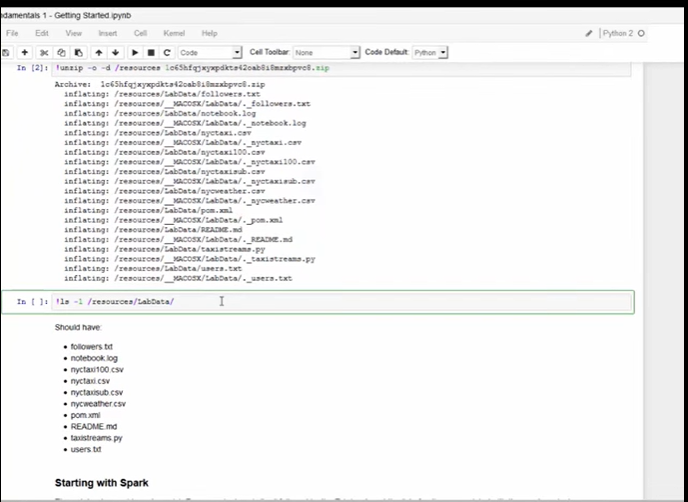 ndamentals 1 - Getting Started.ipynb
File Edit View Insert Cell Kernel Help
Python 2
Code Cell Toolbar: None Code Default: Python
In [2]: !unzip -o -d /resources 1c65hfqjxyxpdkts42oab8i8mzxbpvc8.zip
Archive: 1c65hfqjxyxpdkts42oab8i8mzxbpvc8.zip
inflating: /resources/LabData/followers.txt
inflating: /resources/__MACOSX/LabData/._followers.txt
inflating: /resources/LabData/notebook.log
inflating: /resources/__MACOSX/LabData/._notebook.log
inflating: /resources/LabData/nyctaxi.csv
inflating: /resources/__MACOSX/LabData/._nyctaxi.csv
inflating: /resources/LabData/nyctaxi100.csv
inflating: /resources/__MACOSX/LabData/._nyctaxi100.csv
inflating: /resources/LabData/nyctaxisub.csv
inflating: /resources/__MACOSX/LabData/._nyctaxisub.csv
inflating: /resources/LabData/nycweather.csv
inflating: /resources/__MACOSX/LabData/._nycweather.csv
inflating: /resources/LabData/pom.xml
inflating: /resources/__MACOSX/LabData/._pom.xml
inflating: /resources/LabData/README.md
inflating: /resources/__MACOSX/LabData/._README.md
inflating: /resources/LabData/taxistreams.py
inflating: /resources/__MACOSX/LabData/._taxistreams.py
inflating: /resources/LabData/users.txt
inflating: /resources/__MACOSX/LabData/._users.txt
In [ ]: !ls -l /resources/LabData/
Should have:
followers.txt
notebook.log
nyctaxi100.csv
nyctaxi.csv
nyctaxisub.csv
nycweather.csv
pom.xml
README.md
taxistreams.py
users.txt
Starting with Spark